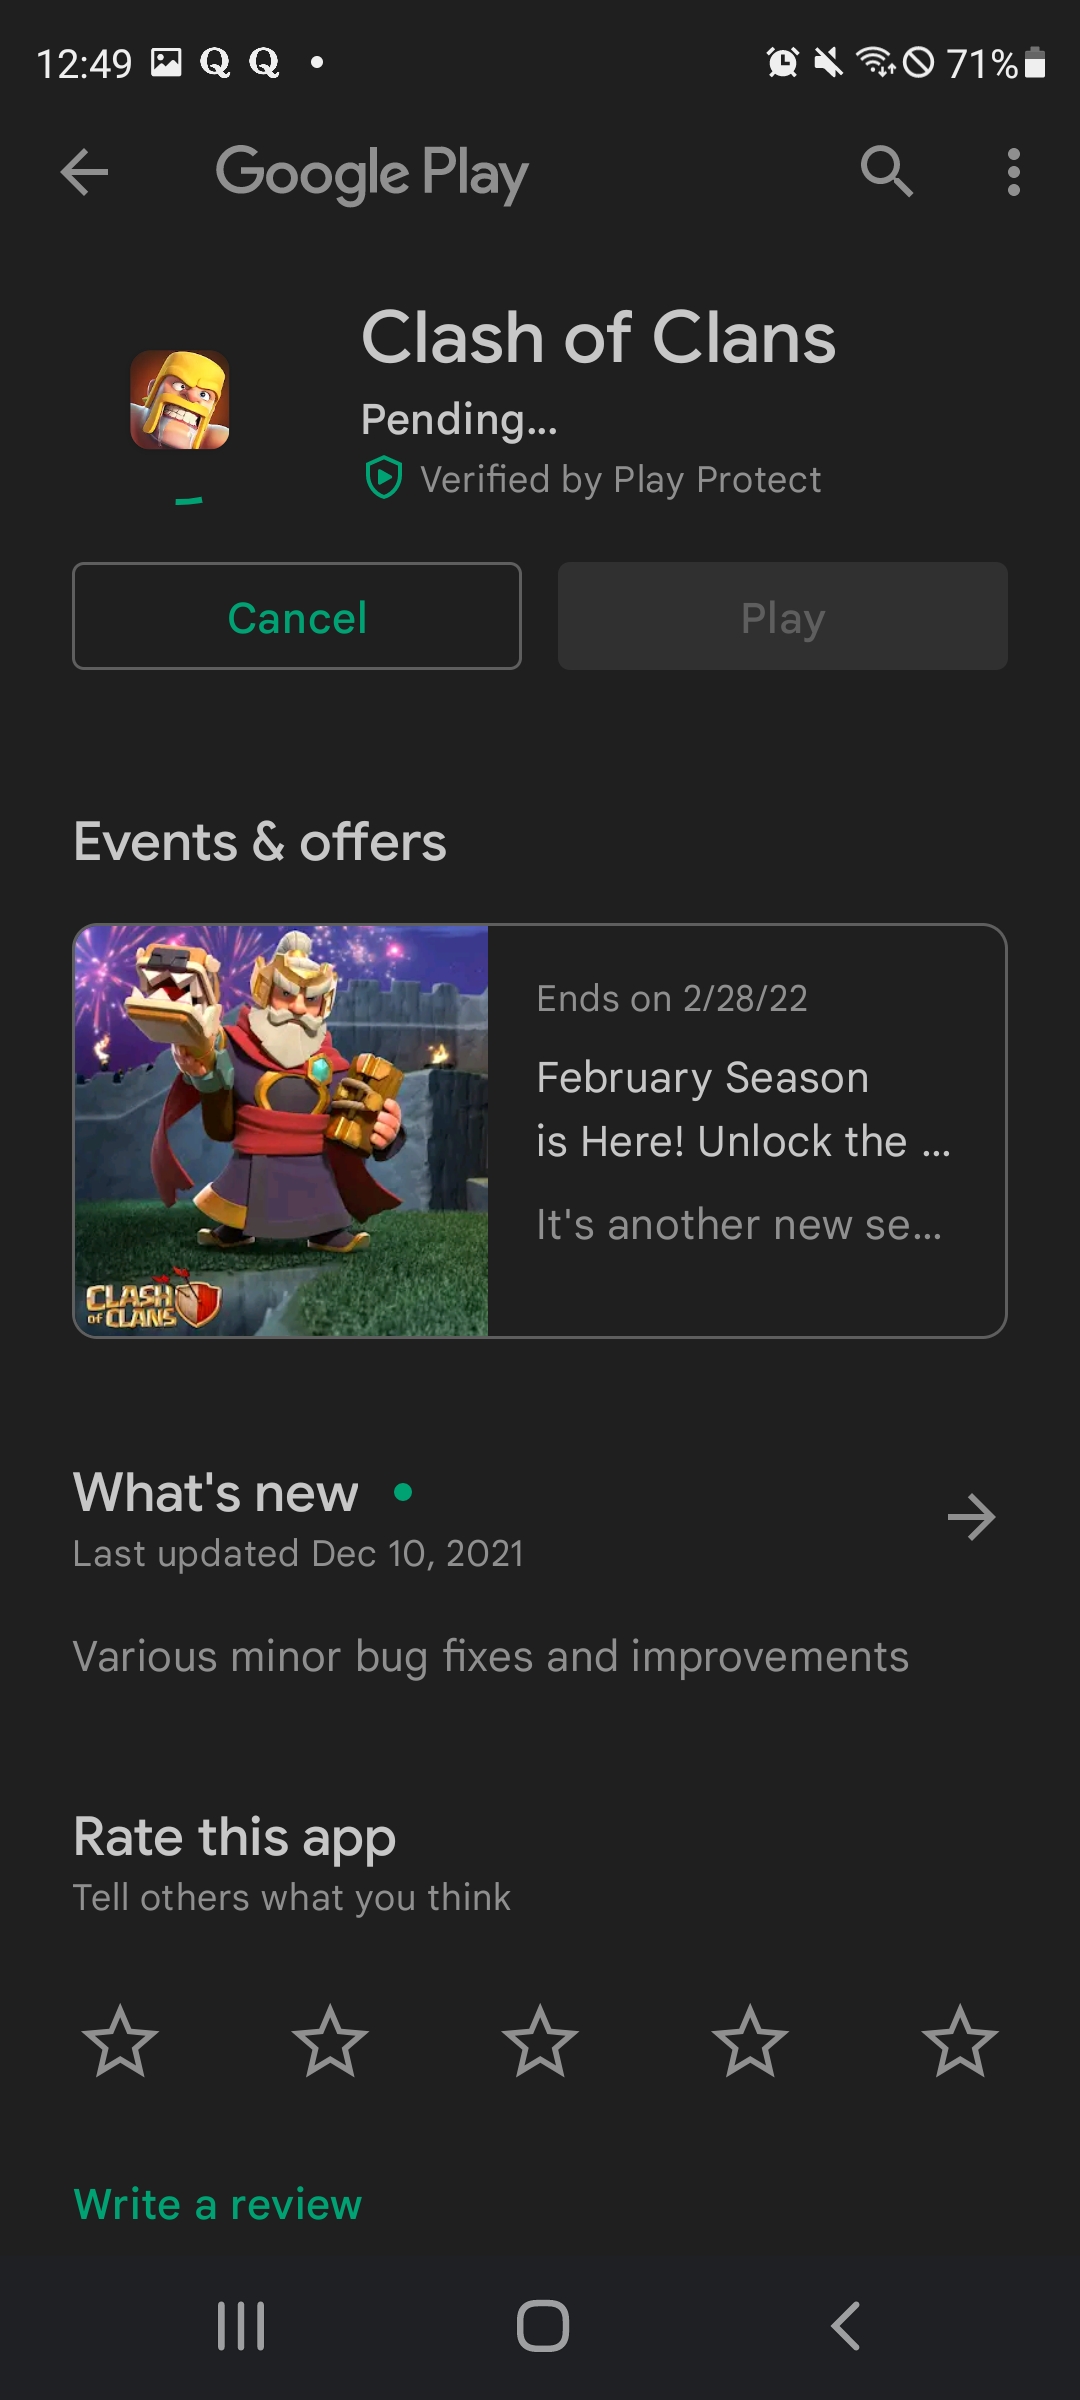 12:49
71%
Google Play
Clash of Clans
Pending...
Verified by Play Protect
Cancel
Play
Events & offers
CLASH
OF CLANS
Ends on 2/28/22
February Season
is Here! Unlock the ...
It's another new se...
What's new
Last updated Dec 10, 2021
Various minor bug fixes and improvements
Rate this app
Tell others what you think
Write a review